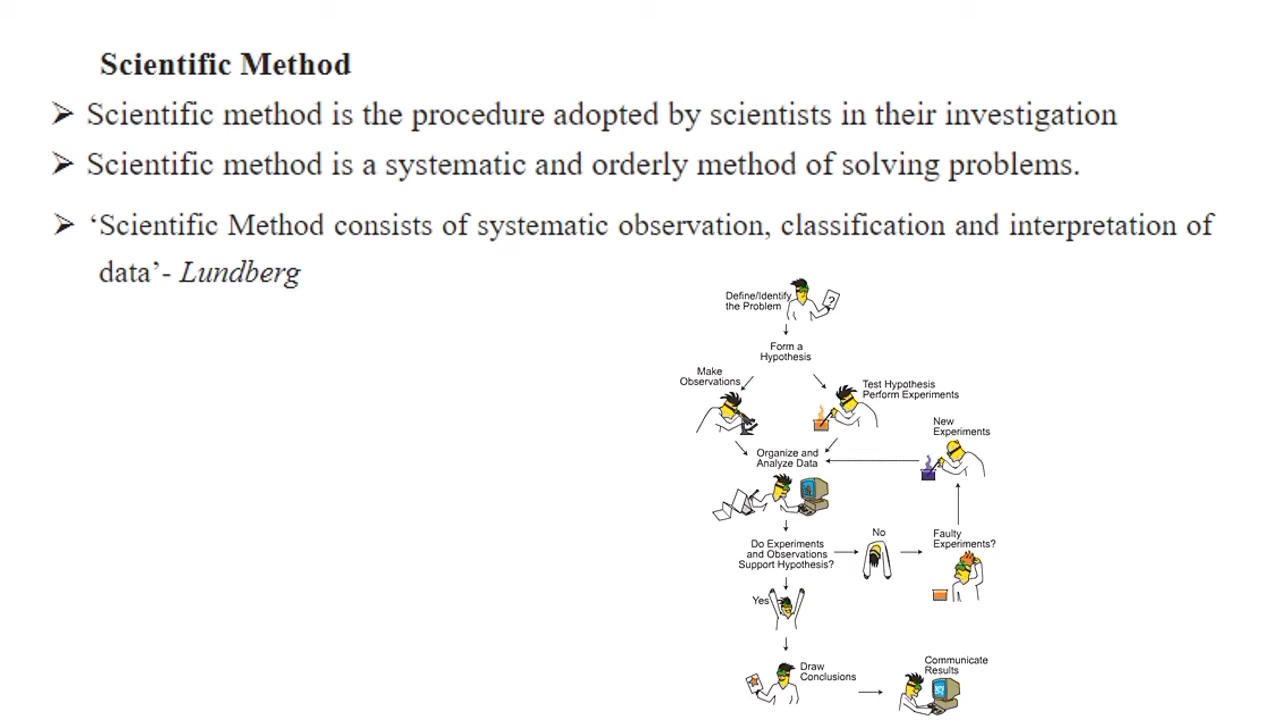 Scientific Method
➢ Scientific method is the procedure adopted by scientists in their investigation
➢ Scientific method is a systematic and orderly method of solving problems.
➢ ‘Scientific Method consists of systematic observation, classification and interpretation of
data’- Lundberg
Define/Identify
the Problem
?
Form a
Hypothesis
Make
Observations
Test Hypothesis
Perform Experiments
New
Experiments
Organize and
Analyze Data
Do Experiments
and Observations
Support Hypothesis?
No
Faulty
Experiments?
Yes
Draw
Conclusions
Communicate
Results